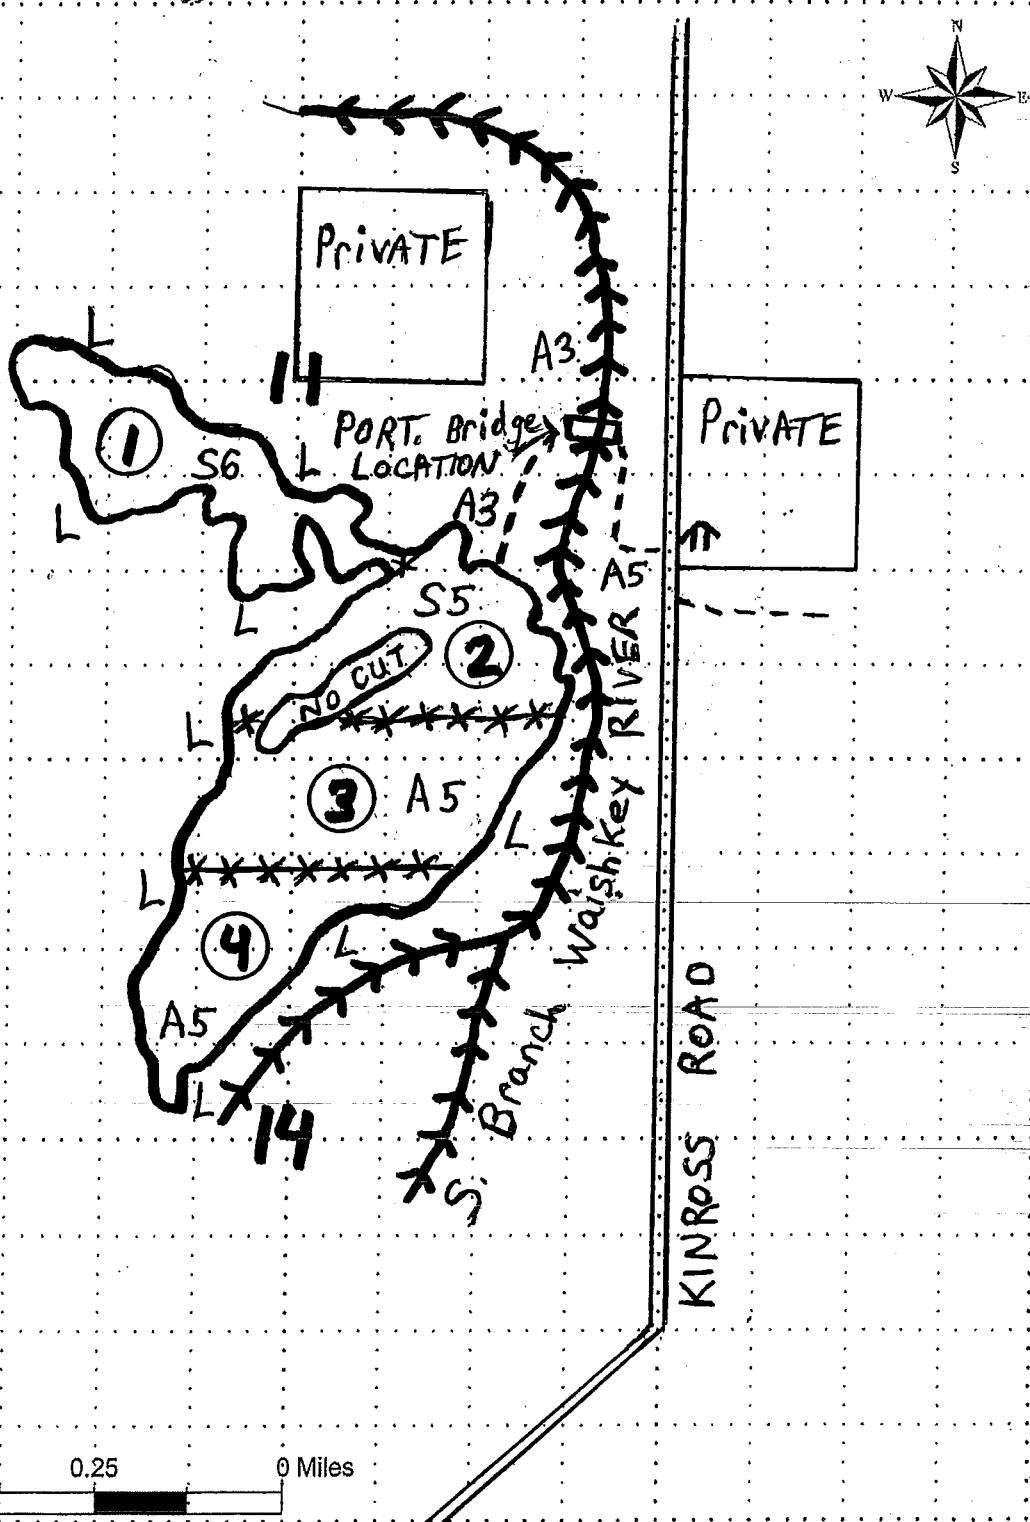 N
W E
S
PrivATE
11
A3
PORT. Bridge
LOCATION
PrivATE
L
1
S6
L
L
A3
A5
L
S5
2
NO CUT
L
3
A5
L
L
4
L
A5
L
14
S. Branch Waishkey RIVER
KINROSS ROAD
0.25 0 Miles